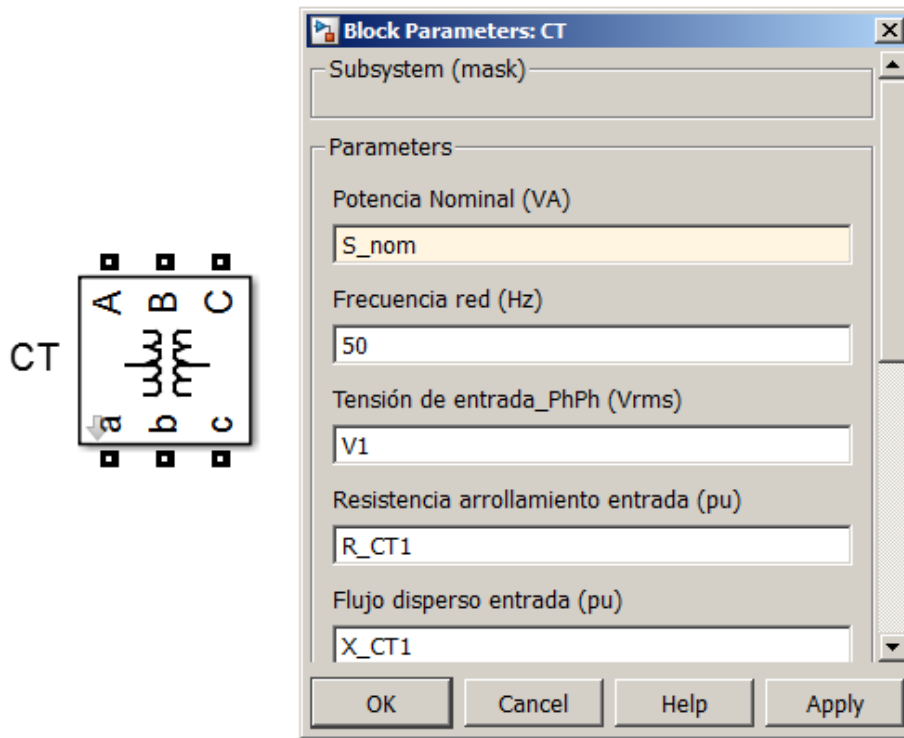 Block Parameters: CT
Subsystem (mask)
Parameters
Potencia Nominal (VA)
S_nom
Frecuencia red (Hz)
50
Tensión de entrada_PhPh (Vrms)
V1
Resistencia arrollamiento entrada (pu)
R_CT1
Flujo disperso entrada (pu)
X_CT1
OK Cancel Help Apply
CT
A B C
a b c